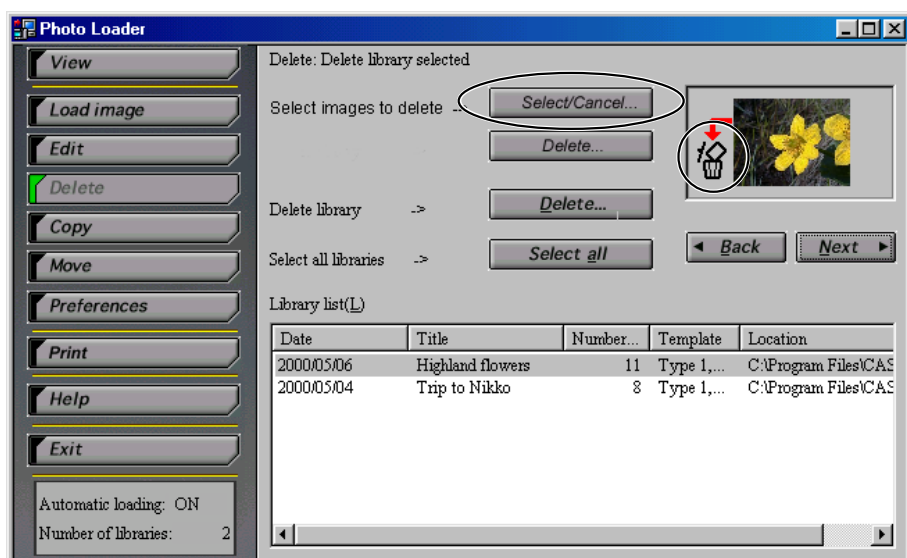 Photo Loader
View
Load image
Edit
Delete
Copy
Move
Preferences
Print
Help
Exit
Automatic loading: ON
Number of libraries: 2
Delete: Delete library selected
Select images to delete -- Select/Cancel...
Delete...
Delete library -> Delete...
Select all libraries -> Select all
Back Next
Library list(L)
Date Title Number... Template Location
2000/05/06 Highland flowers 11 Type 1,... C:\Program Files\CAS
2000/05/04 Trip to Nikko 8 Type 1,... C:\Program Files\CAS